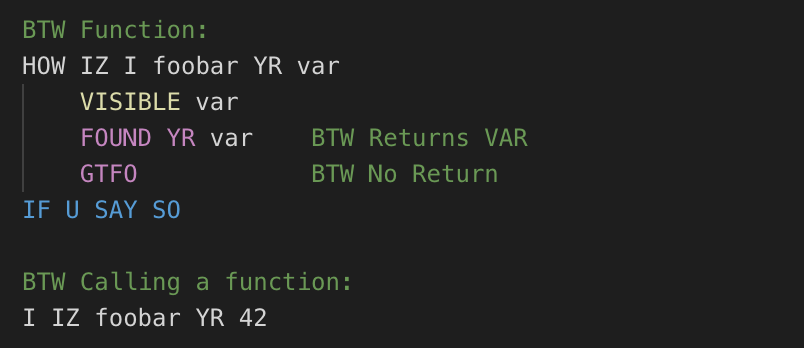 BTW Function:
HOW IZ I foobar YR var
VISIBLE var
FOUND YR var    BTW Returns VAR
GTFO            BTW No Return
IF U SAY SO
BTW Calling a function:
I IZ foobar YR 42